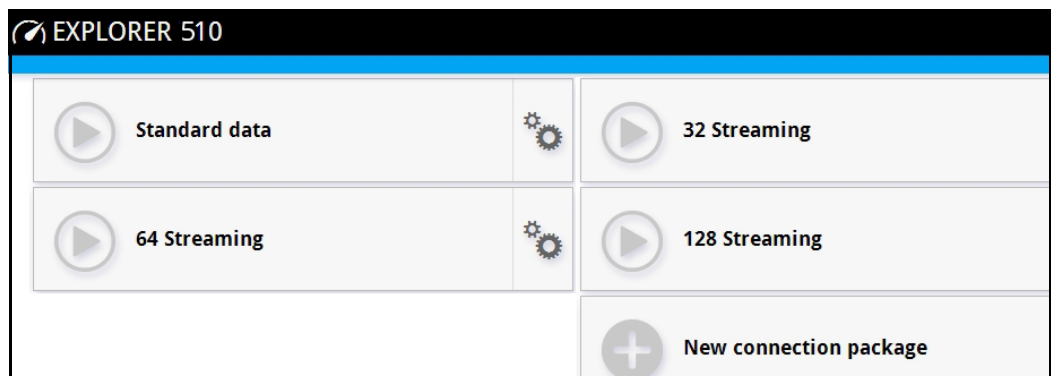 EXPLORER 510
Standard data
32 Streaming
64 Streaming
128 Streaming
New connection package